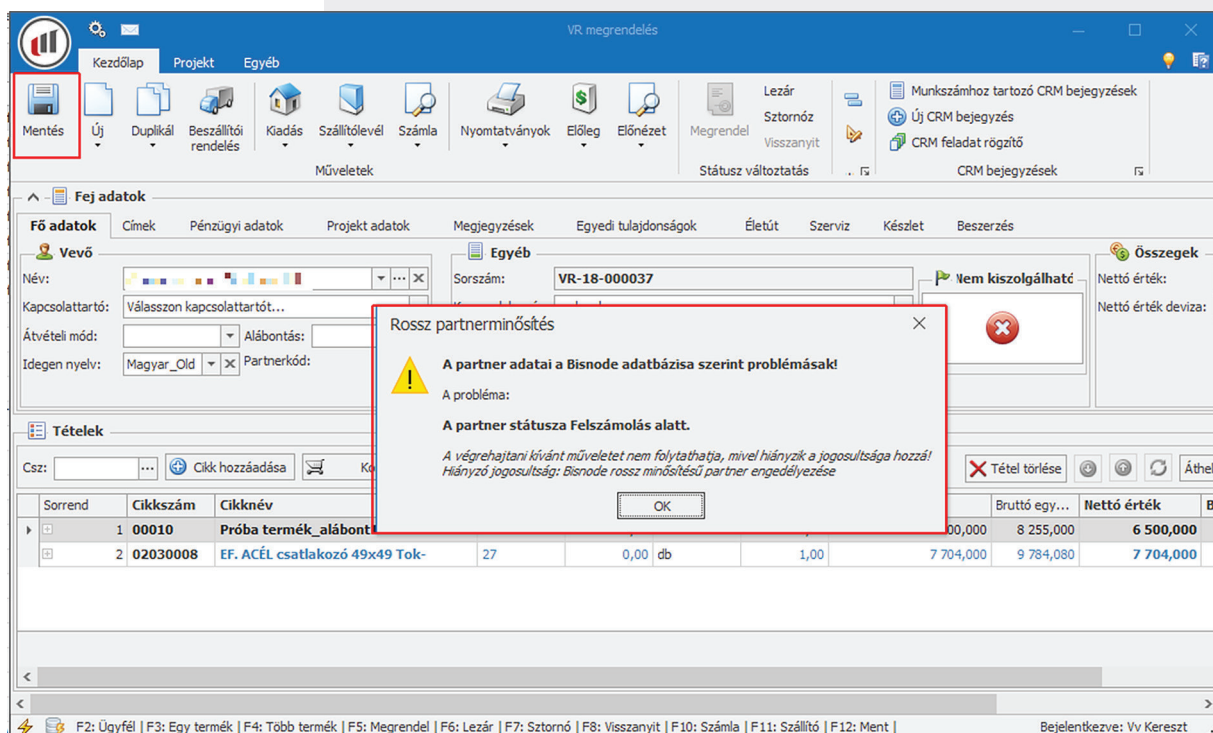 VR megrendelés
Kezdőlap Projekt Egyéb
Mentés Új Duplikál Beszállítói rendelés Kiadás Szállítólevél Számla Nyomtatványok Előleg Előnézet Megrendel
Lezár
Sztornóz
Visszanyit
Munkszámhoz tartozó CRM bejegyzések
Új CRM bejegyzés
CRM feladat rögzítő
Műveletek Státusz változtatás .. CRM bejegyzések
Fej adatok
Fő adatok Címek Pénzügyi adatok Projekt adatok Megjegyzések Egyedi tulajdonságok Életút Szerviz Készlet Beszerzés
Vevő
Név:
Kapcsolattartó: Válasszon kapcsolattartót...
Átvételi mód: Alábontás:
Idegen nyelv: Magyar_Old Partnerkód:
Egyéb
Sorszám: VR-18-000037
Nem kiszolgálható
Összegek
Nettó érték:
Nettó érték deviza:
Rossz partnerminősítés
A partner adatai a Bisnode adatbázisa szerint problémásak!
A probléma:
A partner státusza Felszámolás alatt.
A végrehajtani kívánt műveletet nem folytathatja, mivel hiányzik a jogosultsága hozzá!
Hiányzó jogosultság: Bisnode rossz minősítésű partner engedélyezése
OK
Tételek
Csz: ... Cikk hozzáadása Tétel törlése
Sorrend Cikkszám Cikknév Bruttó egy... Nettó érték
1 00010 8 255,000 6 500,000
2 02030008 EF. ACÉL csatlakozó 49x49 Tok- 27 0,00 db 1,00 7 704,000 9 784,080 7 704,000
F2: Ügyfél | F3: Egy termék | F4: Több termék | F5: Megrendel | F6: Lezár | F7: Sztornó | F8: Visszanyit | F10: Számla | F11: Szállító | F12: Ment | Bejelentkezve: Vv Kereszt